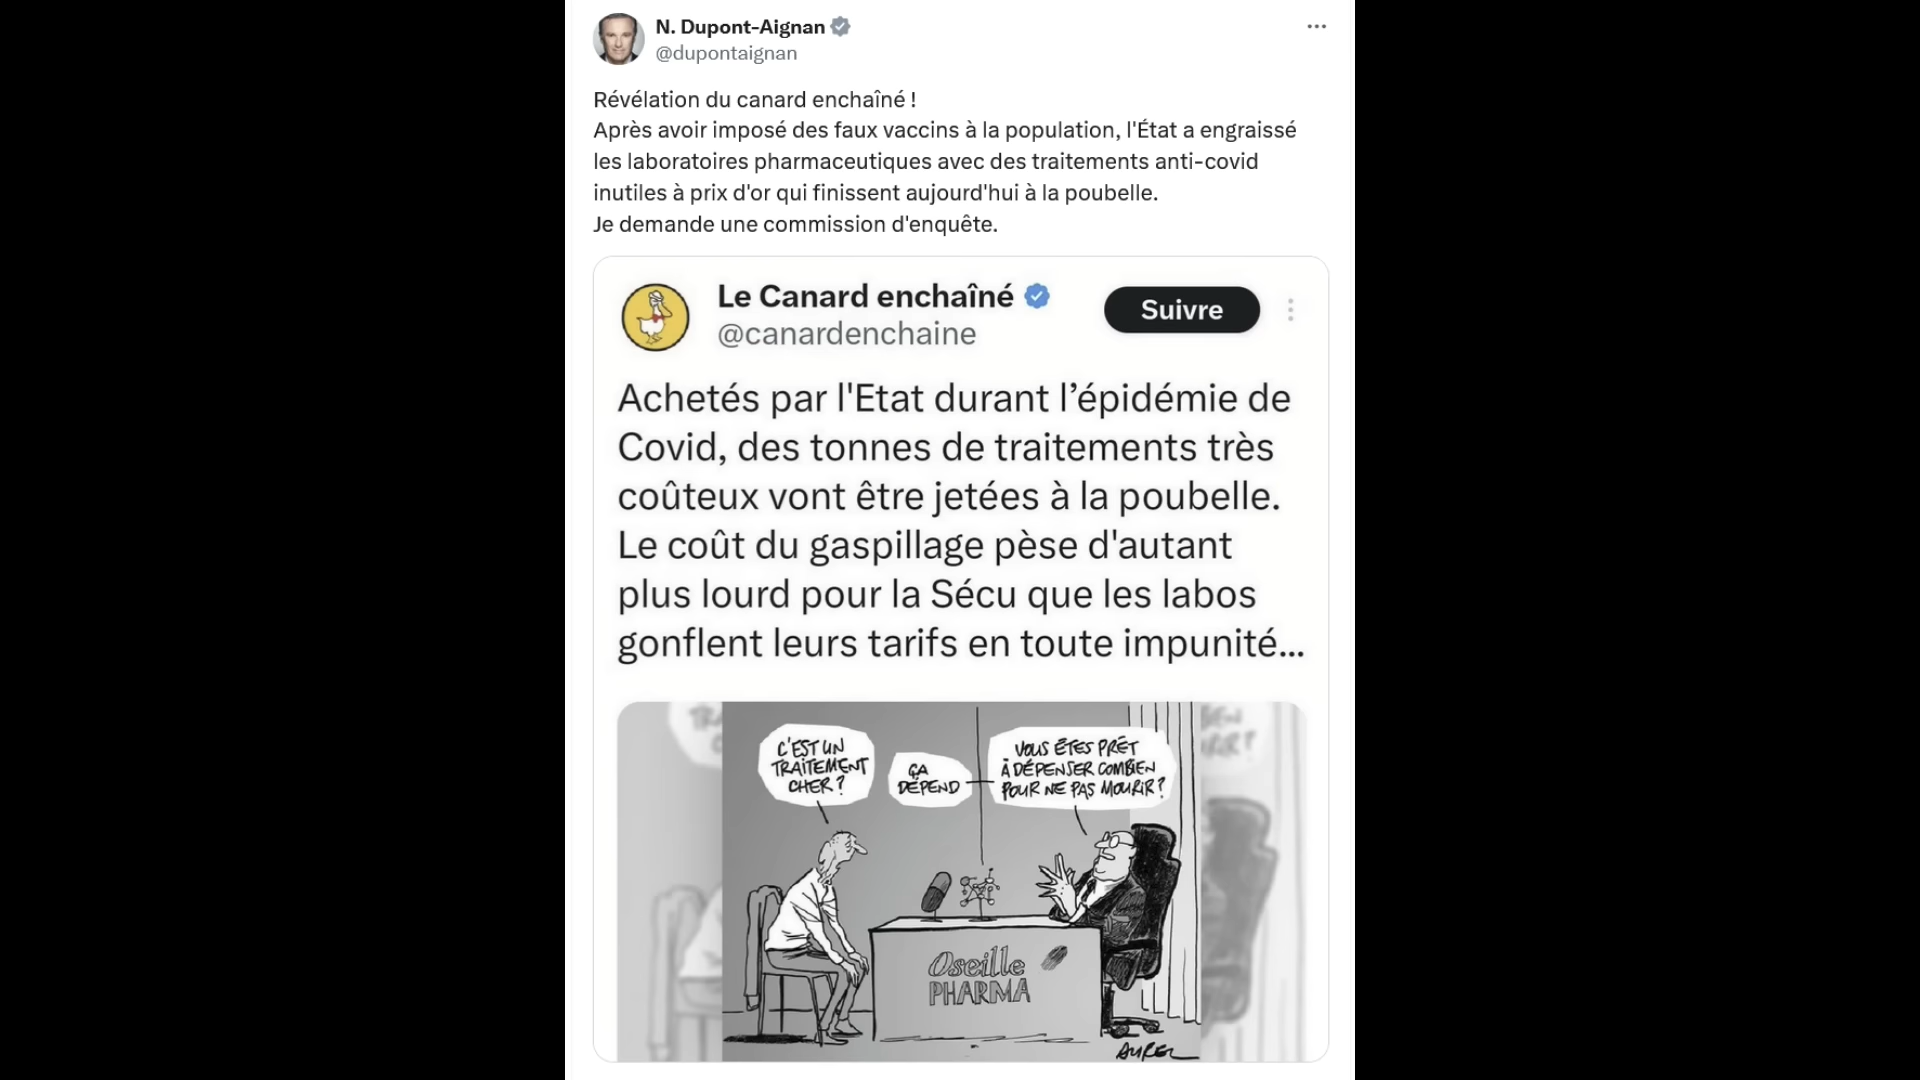 N. Dupont-Aignan
@dupontaignan
Révélation du canard enchaîné !
Après avoir imposé des faux vaccins à la population, l'État a engraissé
les laboratoires pharmaceutiques avec des traitements anti-covid
inutiles à prix d'or qui finissent aujourd'hui à la poubelle.
Je demande une commission d'enquête.
Le Canard enchaîné
Suivre
@canardenchaine
Achetés par l'Etat durant l’épidémie de
Covid, des tonnes de traitements très
coûteux vont être jetées à la poubelle.
Le coût du gaspillage pèse d'autant
plus lourd pour la Sécu que les labos
gonflent leurs tarifs en toute impunité...
C'EST UN
TRAITEMENT
CHER ?
ÇA
DÉPEND
VOUS ÊTES PRÊT
À DÉPENSER COMBIEN
POUR NE PAS MOURIR ?
Oseille
PHARMA
AUREL